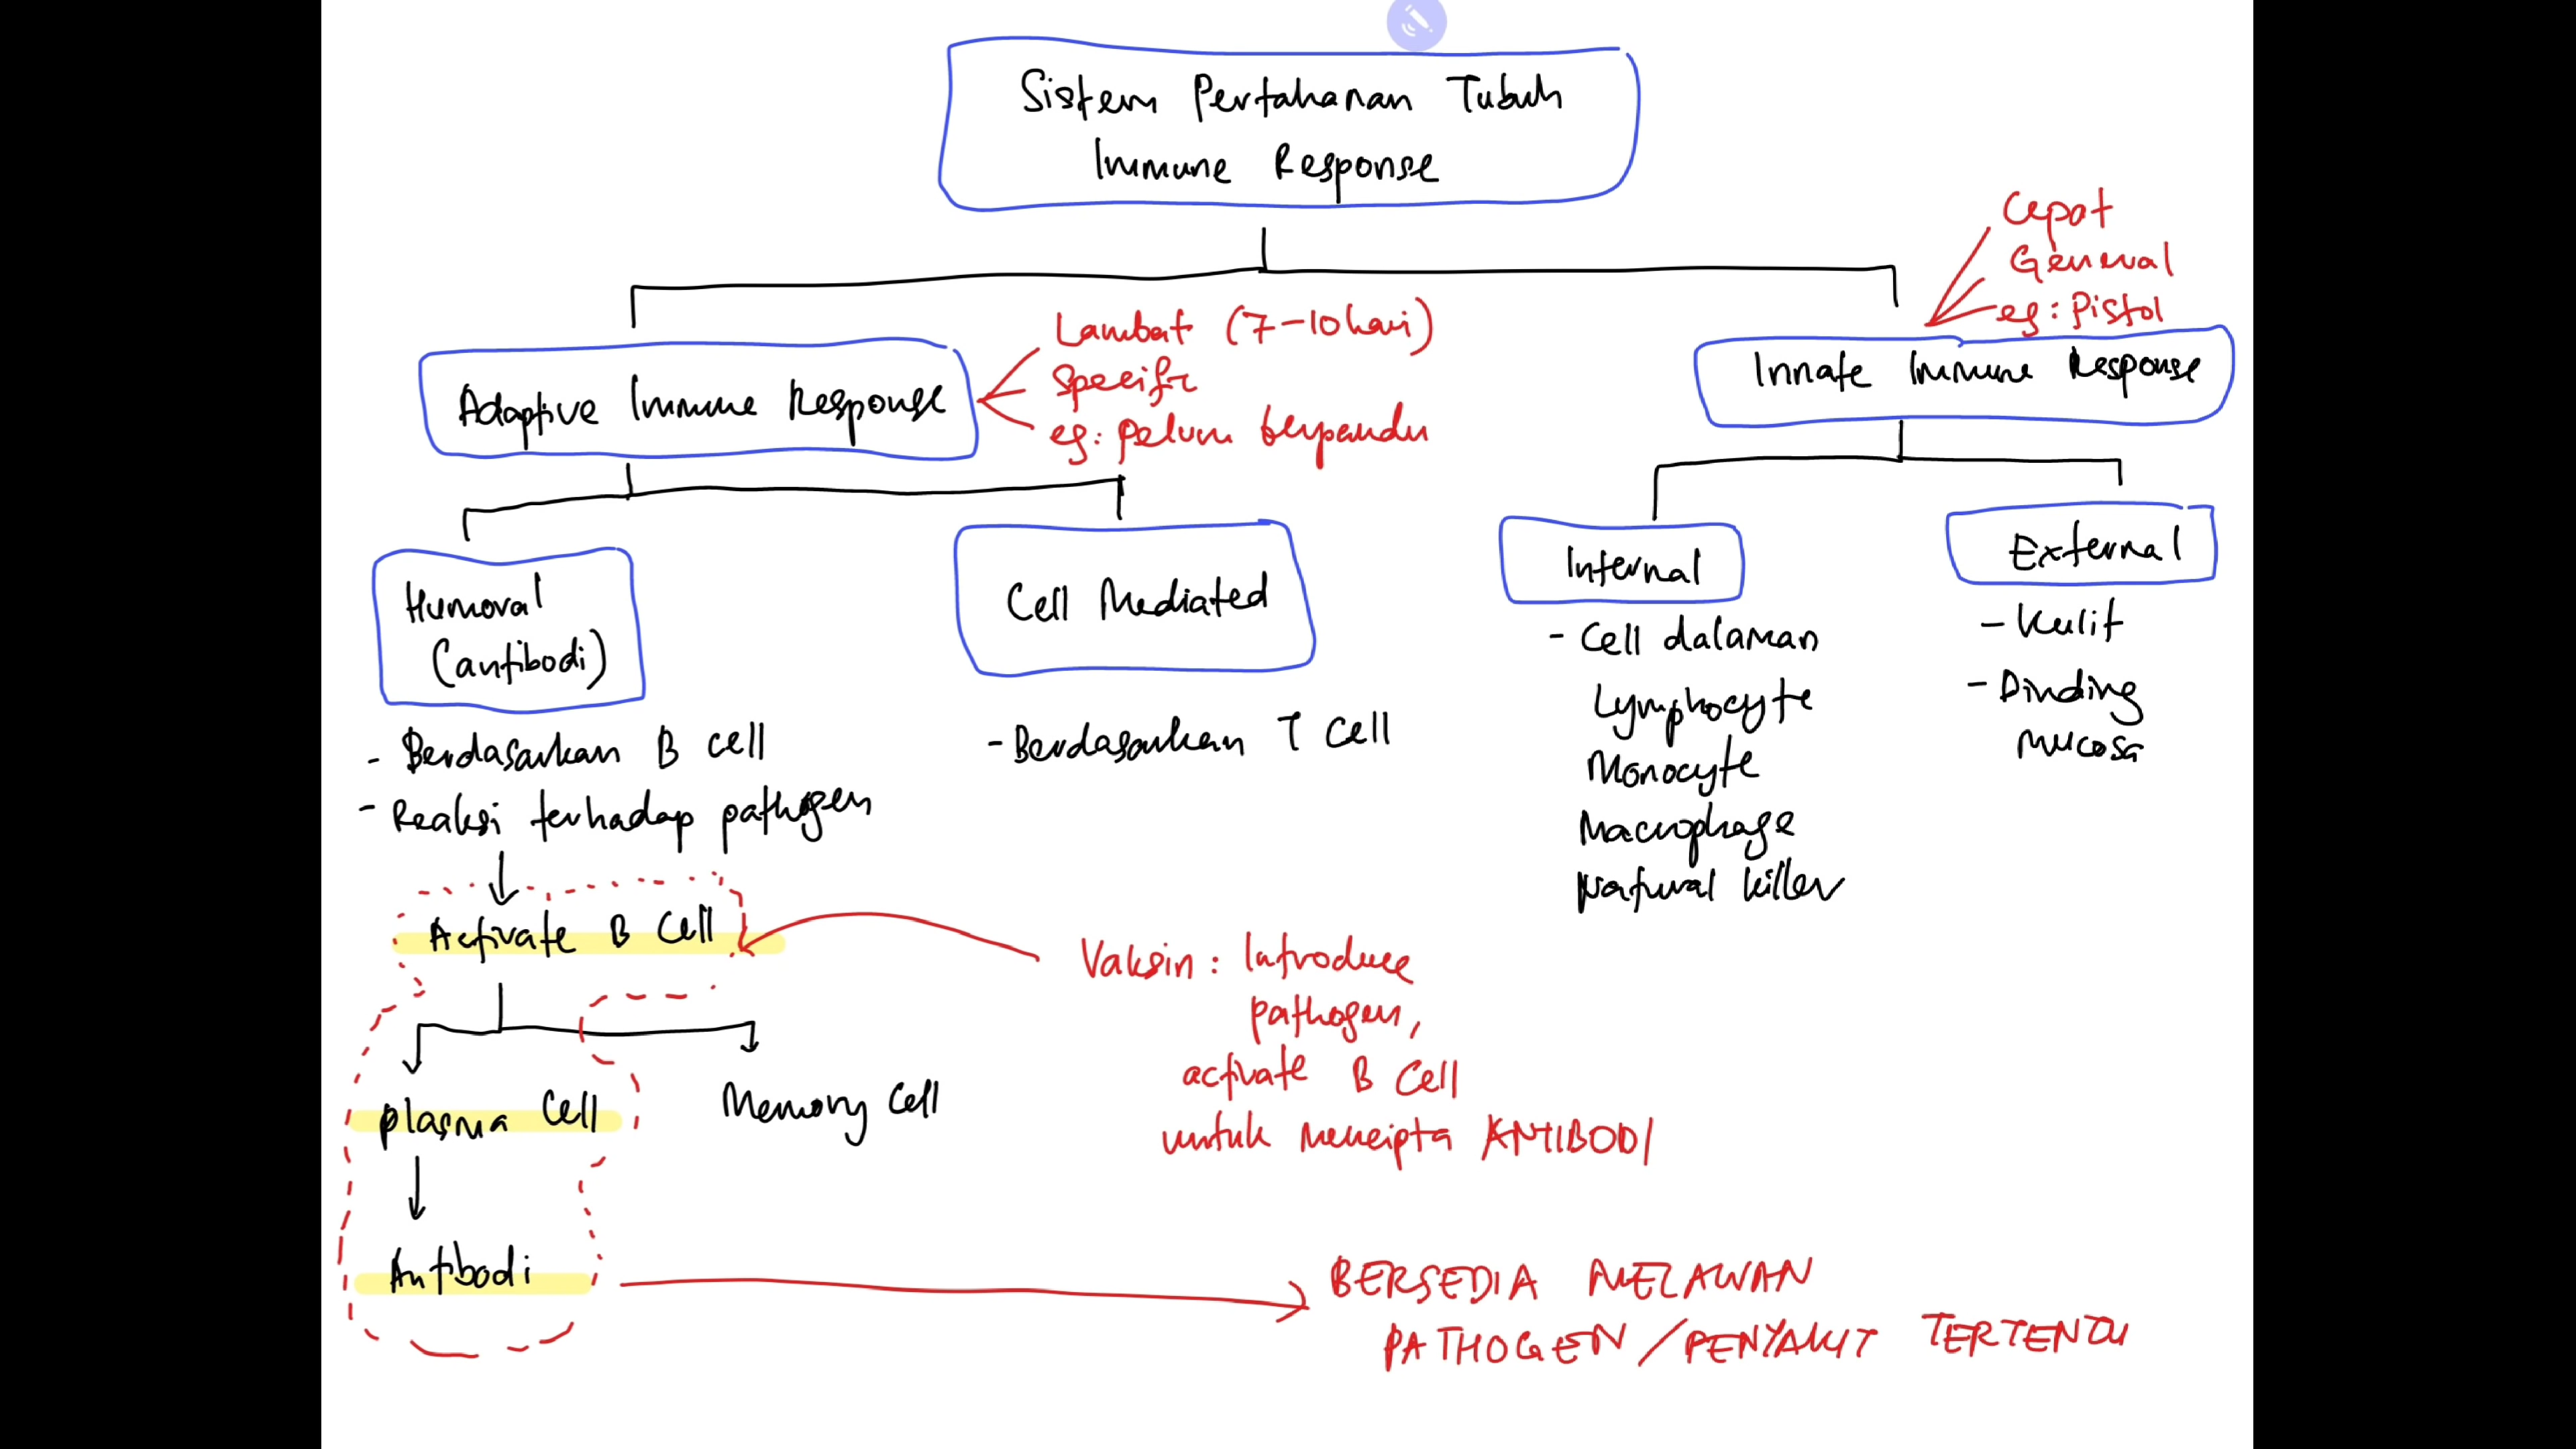 Sistem Pertahanan Tubuh
Immune Response
Cepat
General
eg: Pistol
Lambat (7-10 hari)
Specific
eg: peluru berpandu
Adaptive Immune Response
Innate Immune Response
Humoral
(antibodi)
Cell Mediated
Internal
External
- Berdasarkan B cell
- Reaksi terhadap pathogen
- Berdasarkan T Cell
- Cell dalaman
Lymphocyte
Monocyte
Macrophage
Natural killer
- Kulit
- Dinding
mucosa
Activate B Cell
plasma Cell
Memory Cell
Antibodi
Vaksin: Introduce
pathogen,
activate B Cell
untuk mencipta ANTIBODI
BERSEDIA MELAWAN
PATHOGEN/PENYAKIT TERTENTU